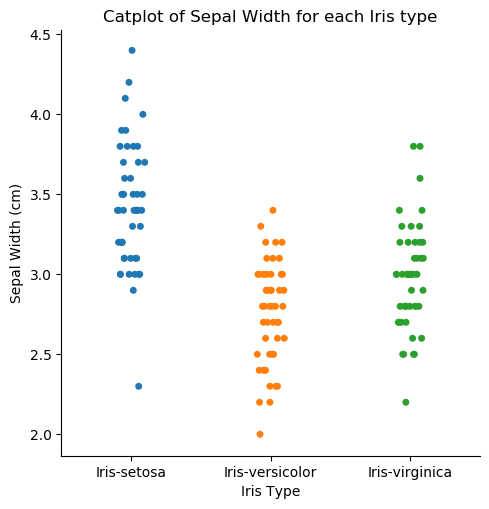 Catplot of Sepal Width for each Iris type
4.5
4.0
3.5
3.0
2.5
2.0
Sepal Width (cm)
Iris-setosa Iris-versicolor Iris-virginica
Iris Type